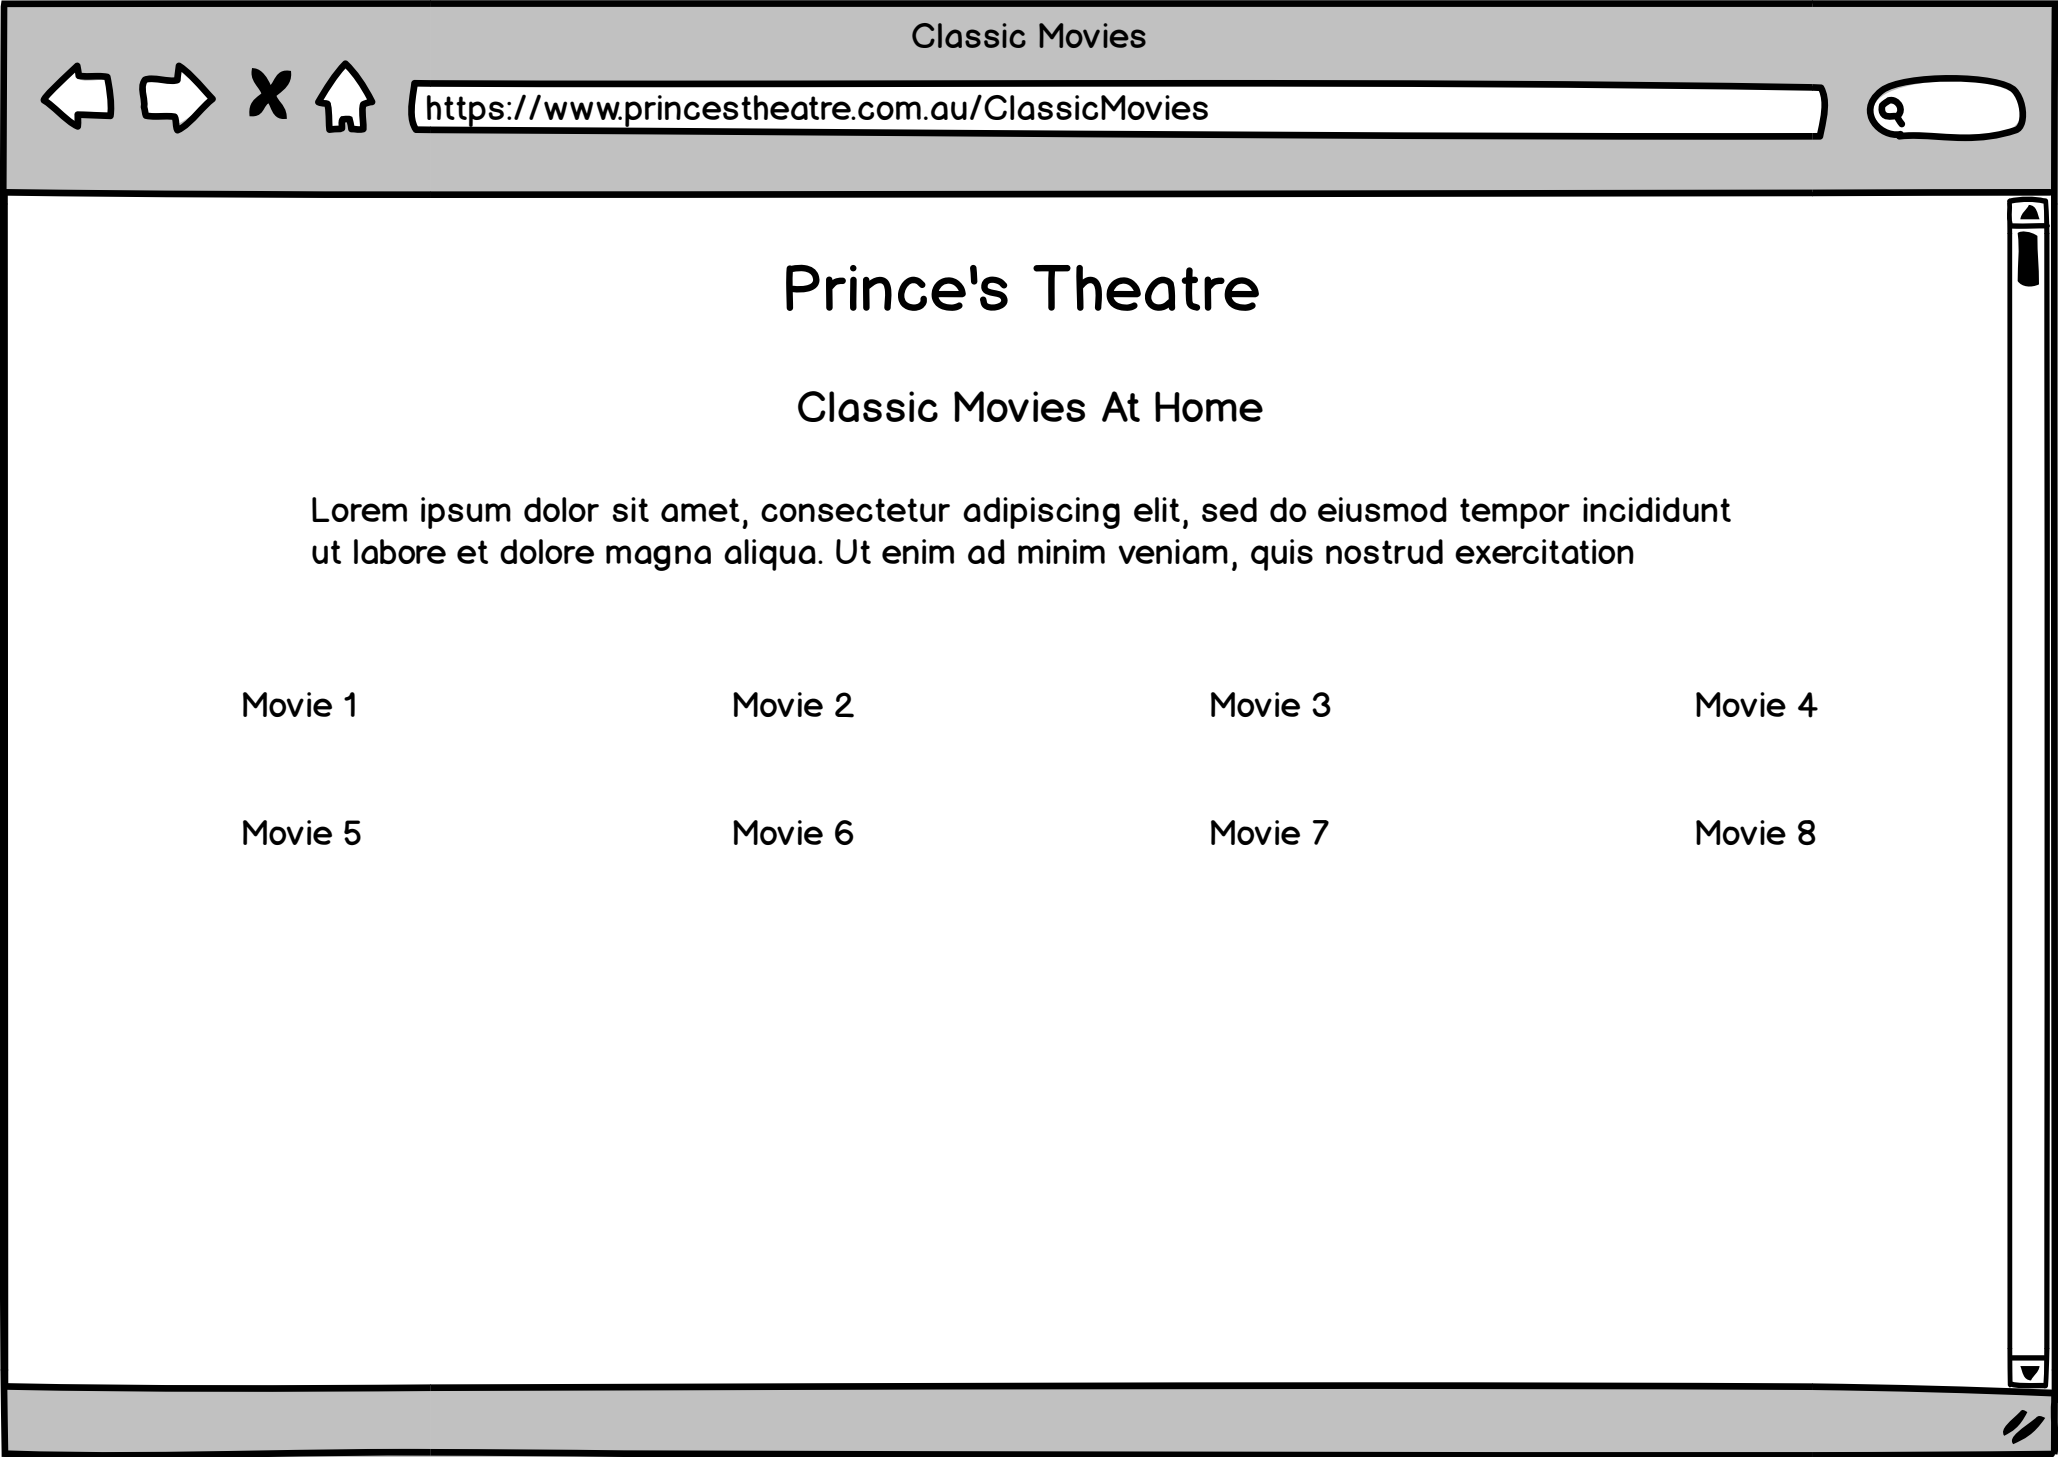 Classic Movies
https://www.princestheatre.com.au/ClassicMovies
Prince's Theatre
Classic Movies At Home
Lorem ipsum dolor sit amet, consectetur adipiscing elit, sed do eiusmod tempor incididunt
ut labore et dolore magna aliqua. Ut enim ad minim veniam, quis nostrud exercitation
Movie 1 Movie 2 Movie 3 Movie 4
Movie 5 Movie 6 Movie 7 Movie 8